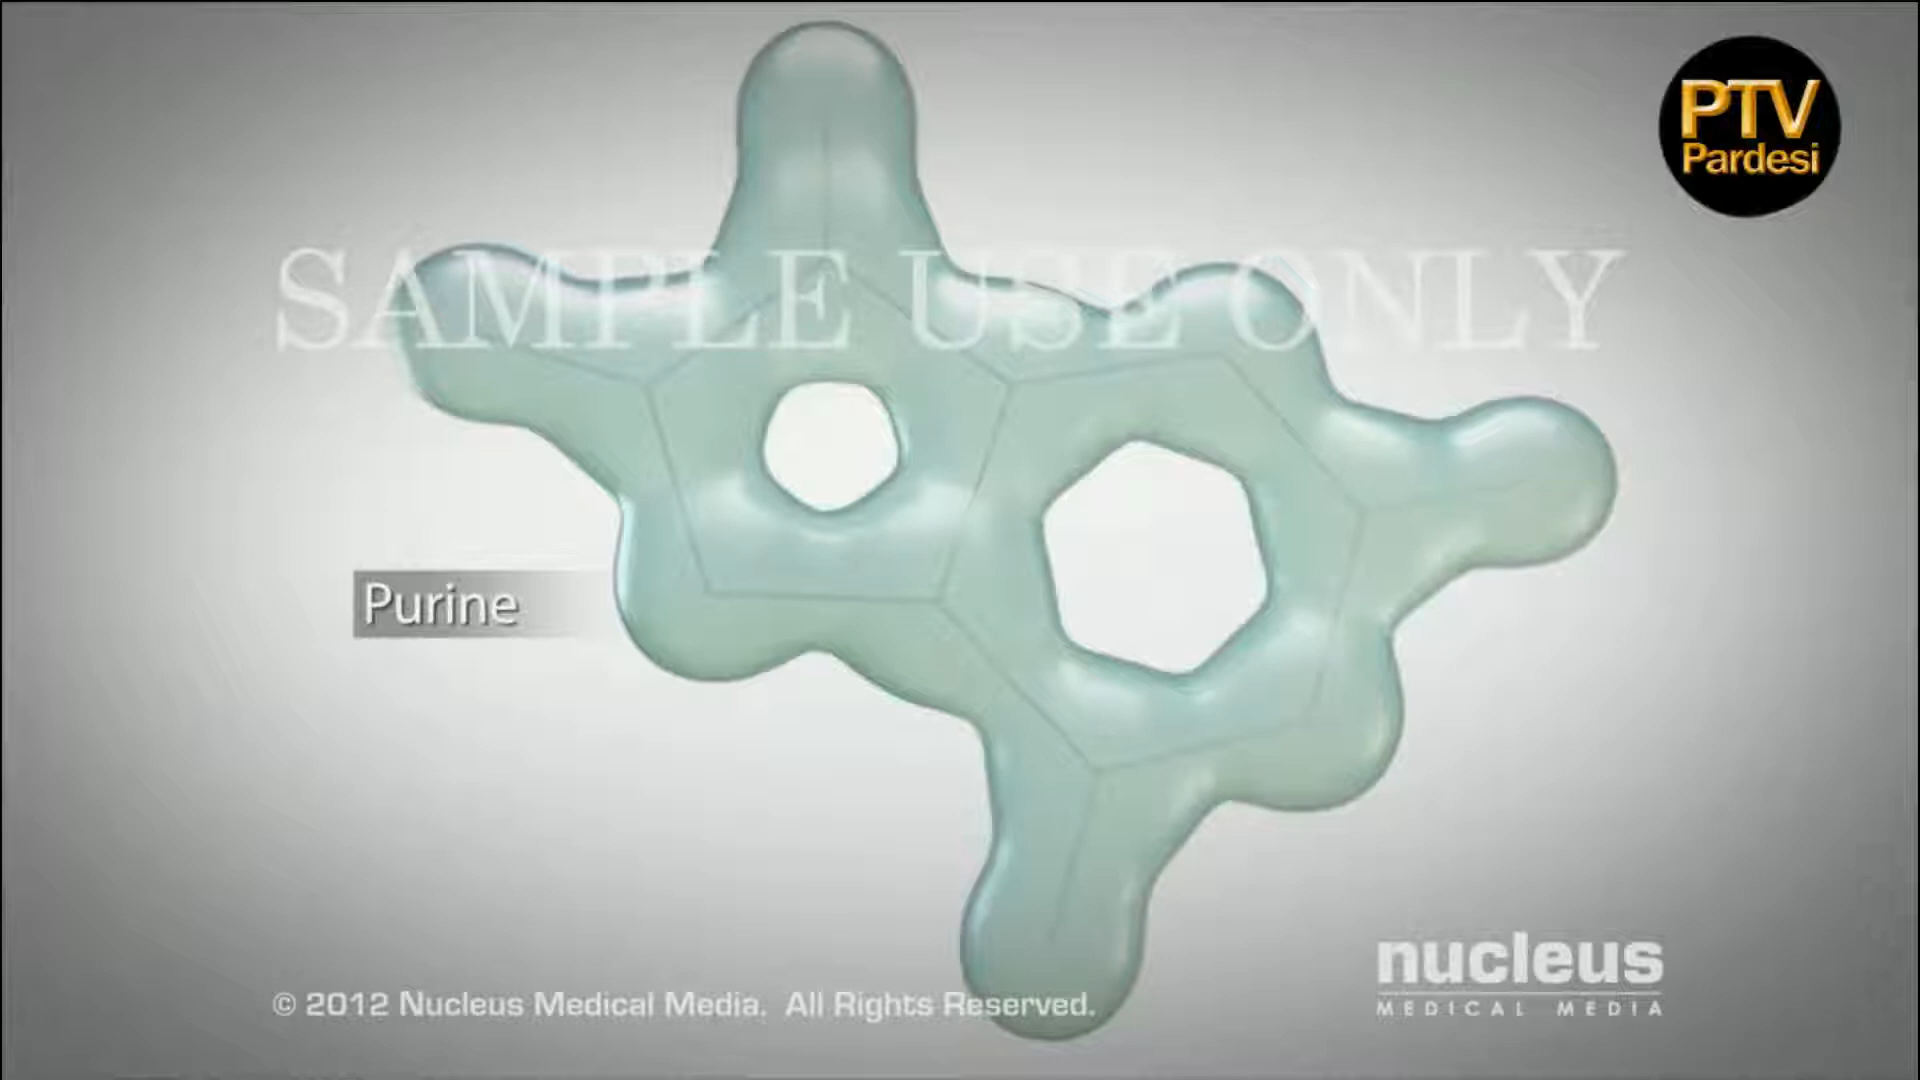 PTV
Pardesi
SAMPLE USE ONLY
Purine
nucleus
MEDICAL MEDIA
© 2012 Nucleus Medical Media. All Rights Reserved.